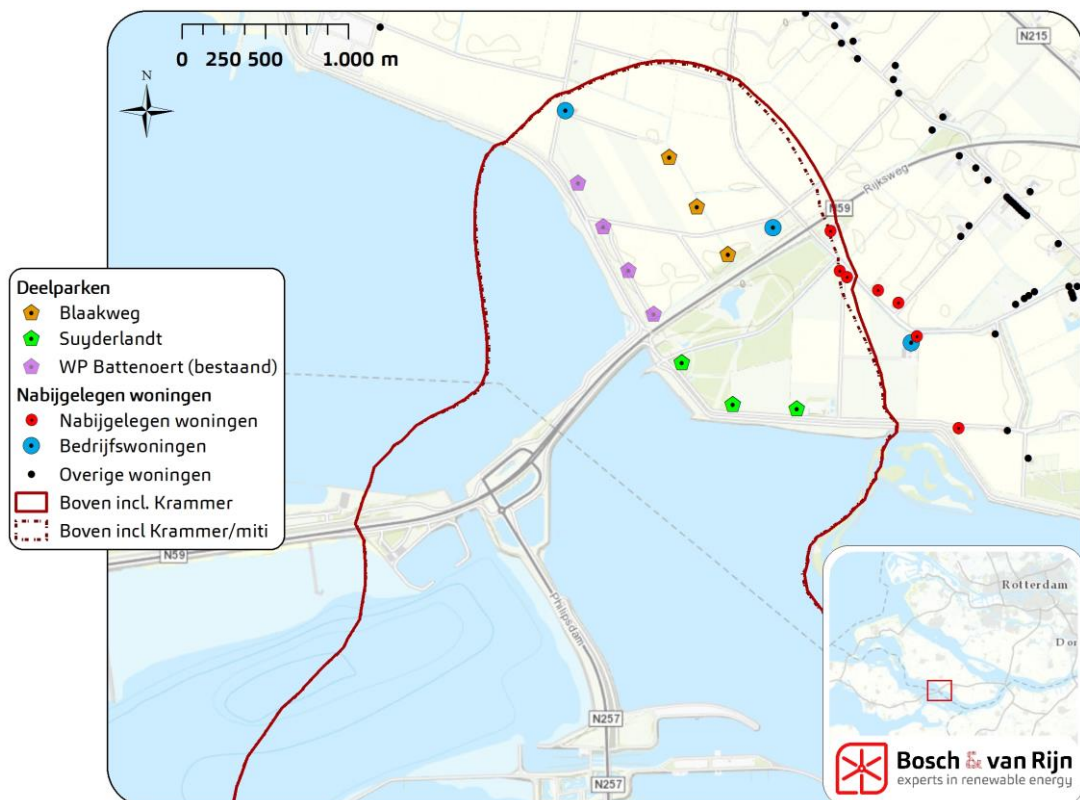 N215
0 250 500 1.000 m
N
Rijksweg
N59
Deelparken
Blaakweg
Suyderlandt
WP Battenoert (bestaand)
Nabijgelegen woningen
Nabijgelegen woningen
Bedrijfswoningen
Overige woningen
Boven incl. Krammer
Boven incl Krammer/miti
N59
Philipsdam
N257
N257
Rotterdam
Dor
Bosch & van Rijn
experts in renewable energy